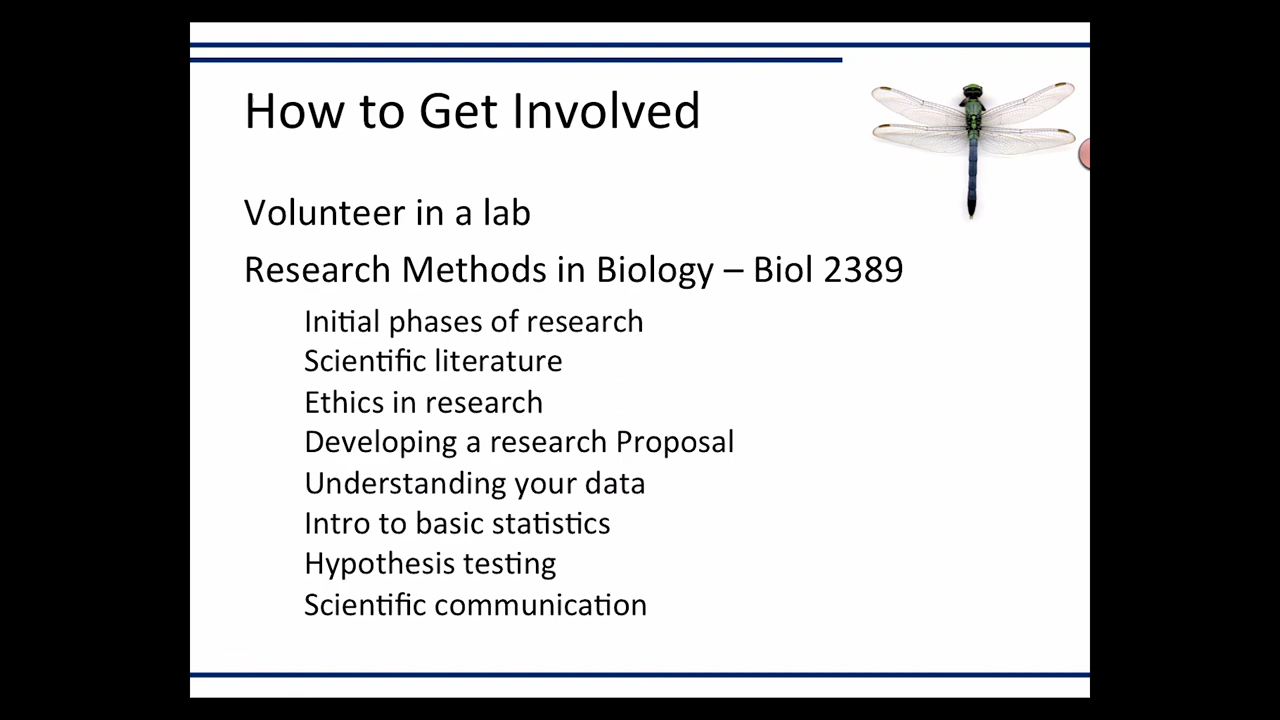 How to Get Involved
Volunteer in a lab
Research Methods in Biology – Biol 2389
Initial phases of research
Scientific literature
Ethics in research
Developing a research Proposal
Understanding your data
Intro to basic statistics
Hypothesis testing
Scientific communication